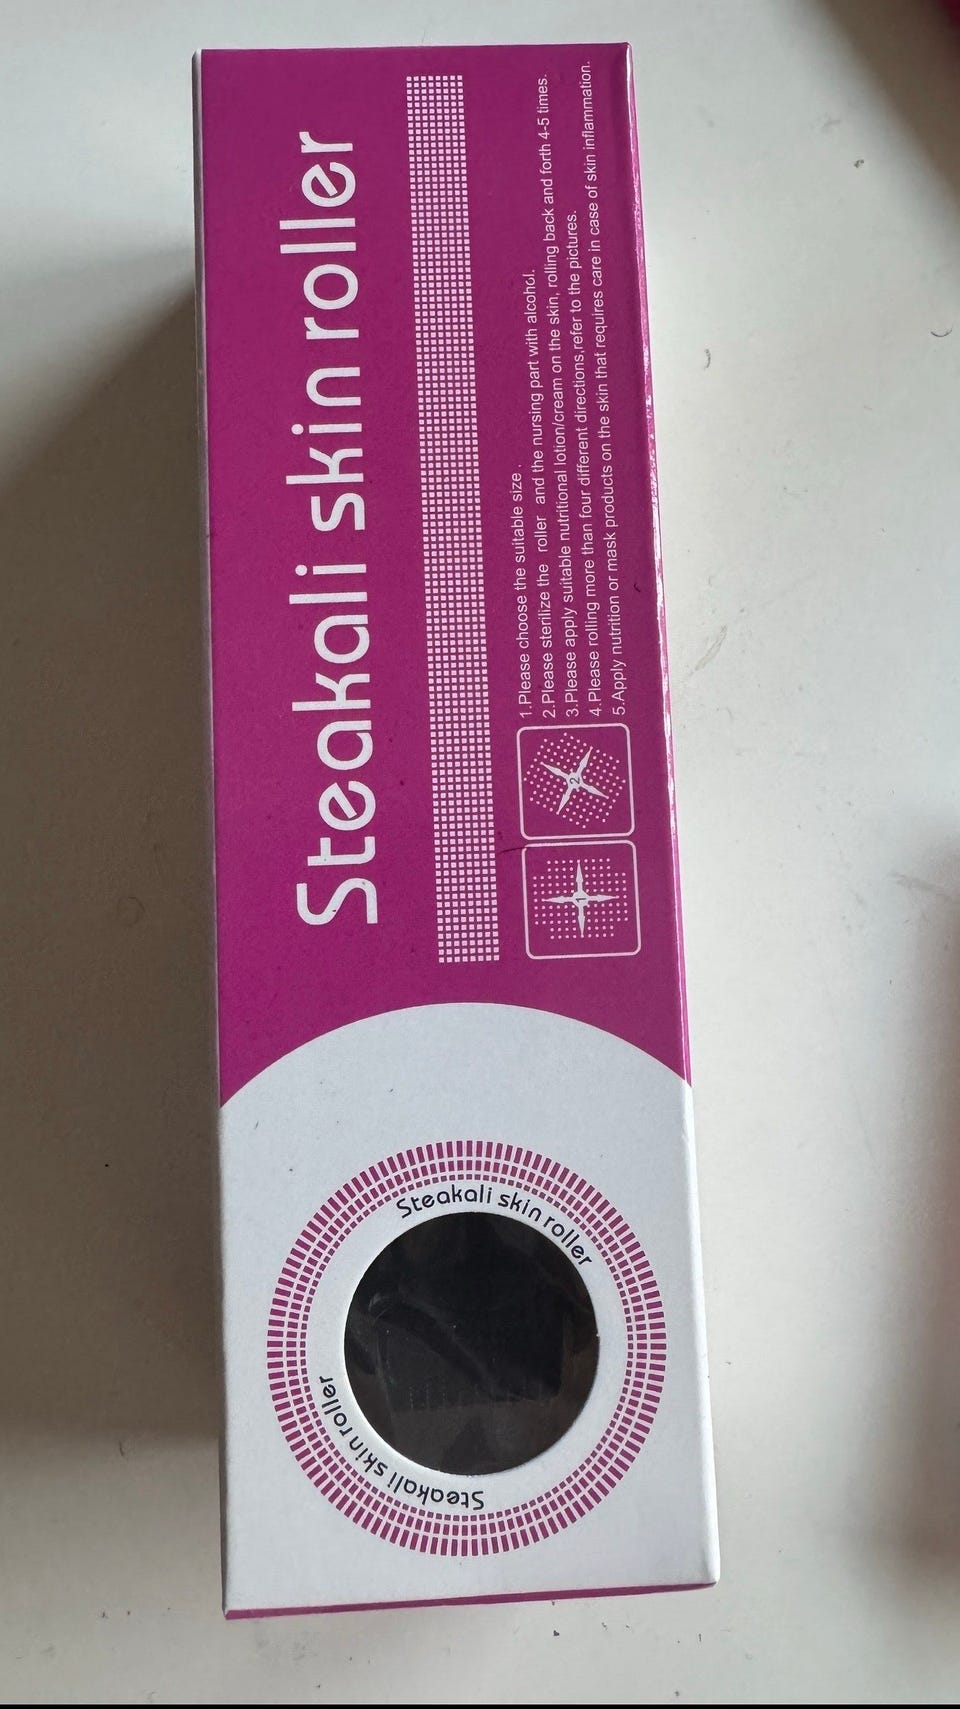 Steakali skin roller
1.Please choose the suitable size .
2.Please sterilize the roller and the nursing part with alcohol.
3.Please apply suitable nutritional lotion/cream on the skin, rolling back and forth 4-5 times.
4.Please rolling more than four different directions,refer to the pictures.
5.Apply nutrition or mask products on the skin that requires care in case of skin inflammation.
1
2
Steakali skin roller
Steakali skin roller